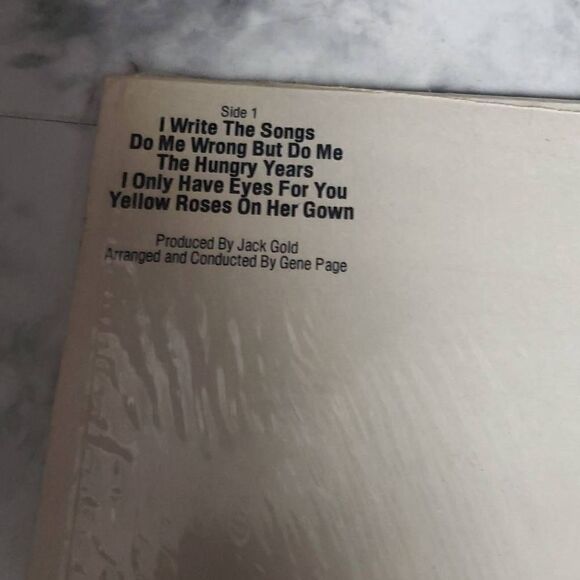 Side 1
I Write The Songs
Do Me Wrong But Do Me
The Hungry Years
I Only Have Eyes For You
Yellow Roses On Her Gown
Produced By Jack Gold
Arranged and Conducted By Gene Page